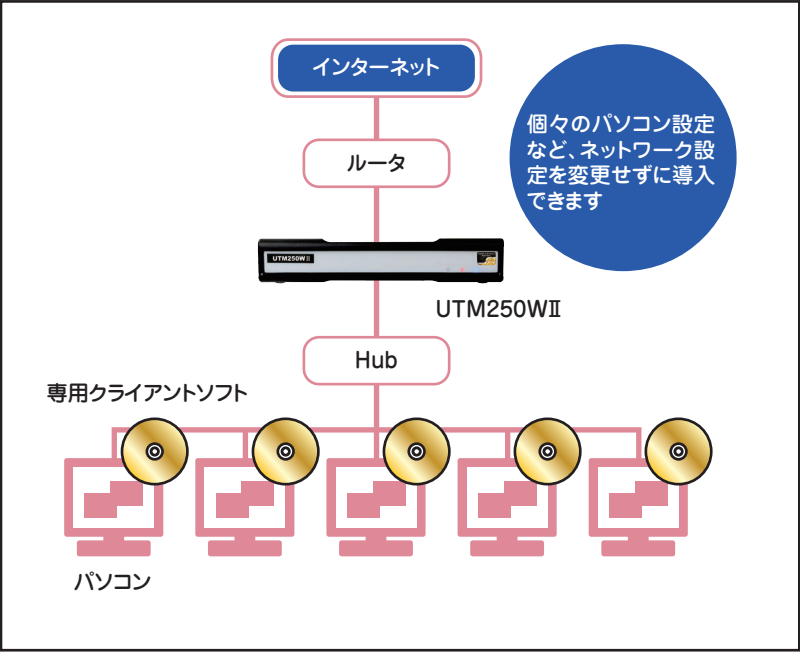 インターネット
個々のパソコン設定
など、ネットワーク設
定を変更せずに導入
できます
ルータ
UTM250WⅡ
UTM250WⅡ
Hub
専用クライアントソフト
パソコン